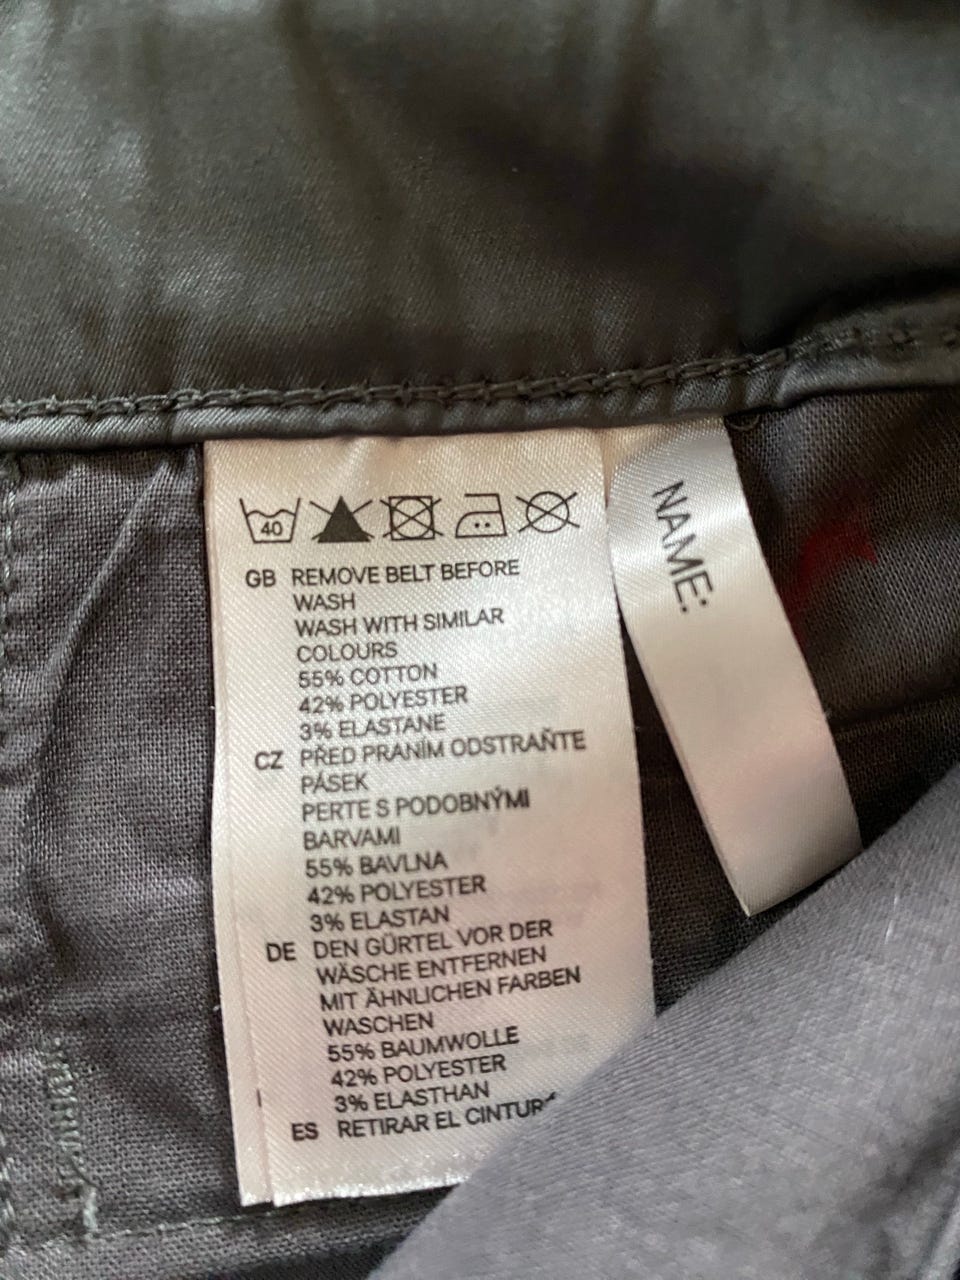 40
GB REMOVE BELT BEFORE
WASH
WASH WITH SIMILAR
COLOURS
55% COTTON
42% POLYESTER
3% ELASTANE
CZ PŘED PRANÍM ODSTRAŇTE
PÁSEK
PERTE S PODOBNÝMI
BARVAMI
55% BAVLNA
42% POLYESTER
3% ELASTAN
DE DEN GÜRTEL VOR DER
WÄSCHE ENTFERNEN
MIT ÄHNLICHEN FARBEN
WASCHEN
55% BAUMWOLLE
42% POLYESTER
3% ELASTHAN
ES RETIRAR EL
NAME: